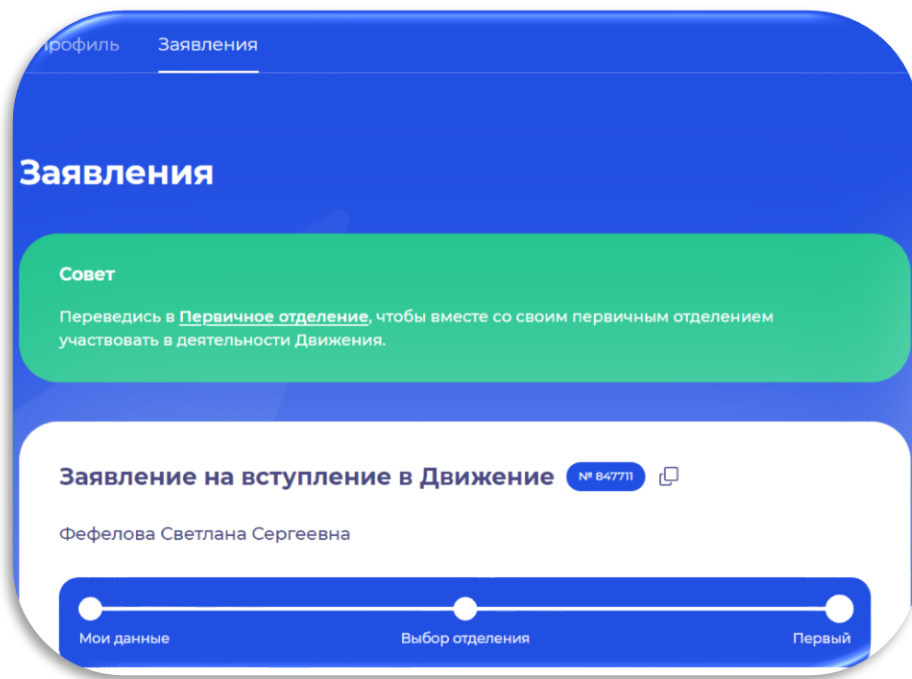 профиль Заявления
Заявления
Совет
Переведись в Первичное отделение, чтобы вместе со своим первичным отделением
участвовать в деятельности Движения.
Заявление на вступление в Движение № 847711
Фефелова Светлана Сергеевна
Мои данные Выбор отделения Первый